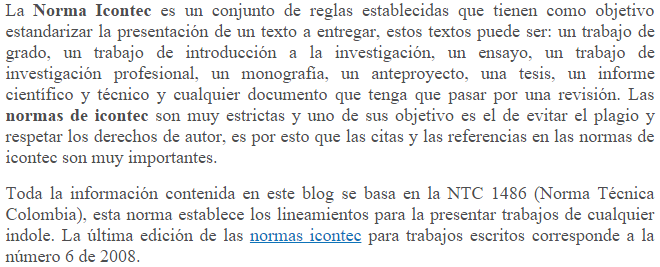 La Norma Icontec es un conjunto de reglas establecidas que tienen como objetivo
estandarizar la presentación de un texto a entregar, estos textos puede ser: un trabajo de
grado, un trabajo de introducción a la investigación, un ensayo, un trabajo de
investigación profesional, un monografía, un anteproyecto, una tesis, un informe
científico y técnico y cualquier documento que tenga que pasar por una revisión. Las
normas de icontec son muy estrictas y uno de sus objetivo es el de evitar el plagio y
respetar los derechos de autor, es por esto que las citas y las referencias en las normas de
icontec son muy importantes.
Toda la información contenida en este blog se basa en la NTC 1486 (Norma Técnica
Colombia), esta norma establece los lineamientos para la presentar trabajos de cualquier
indole. La última edición de las normas icontec para trabajos escritos corresponde a la
número 6 de 2008.